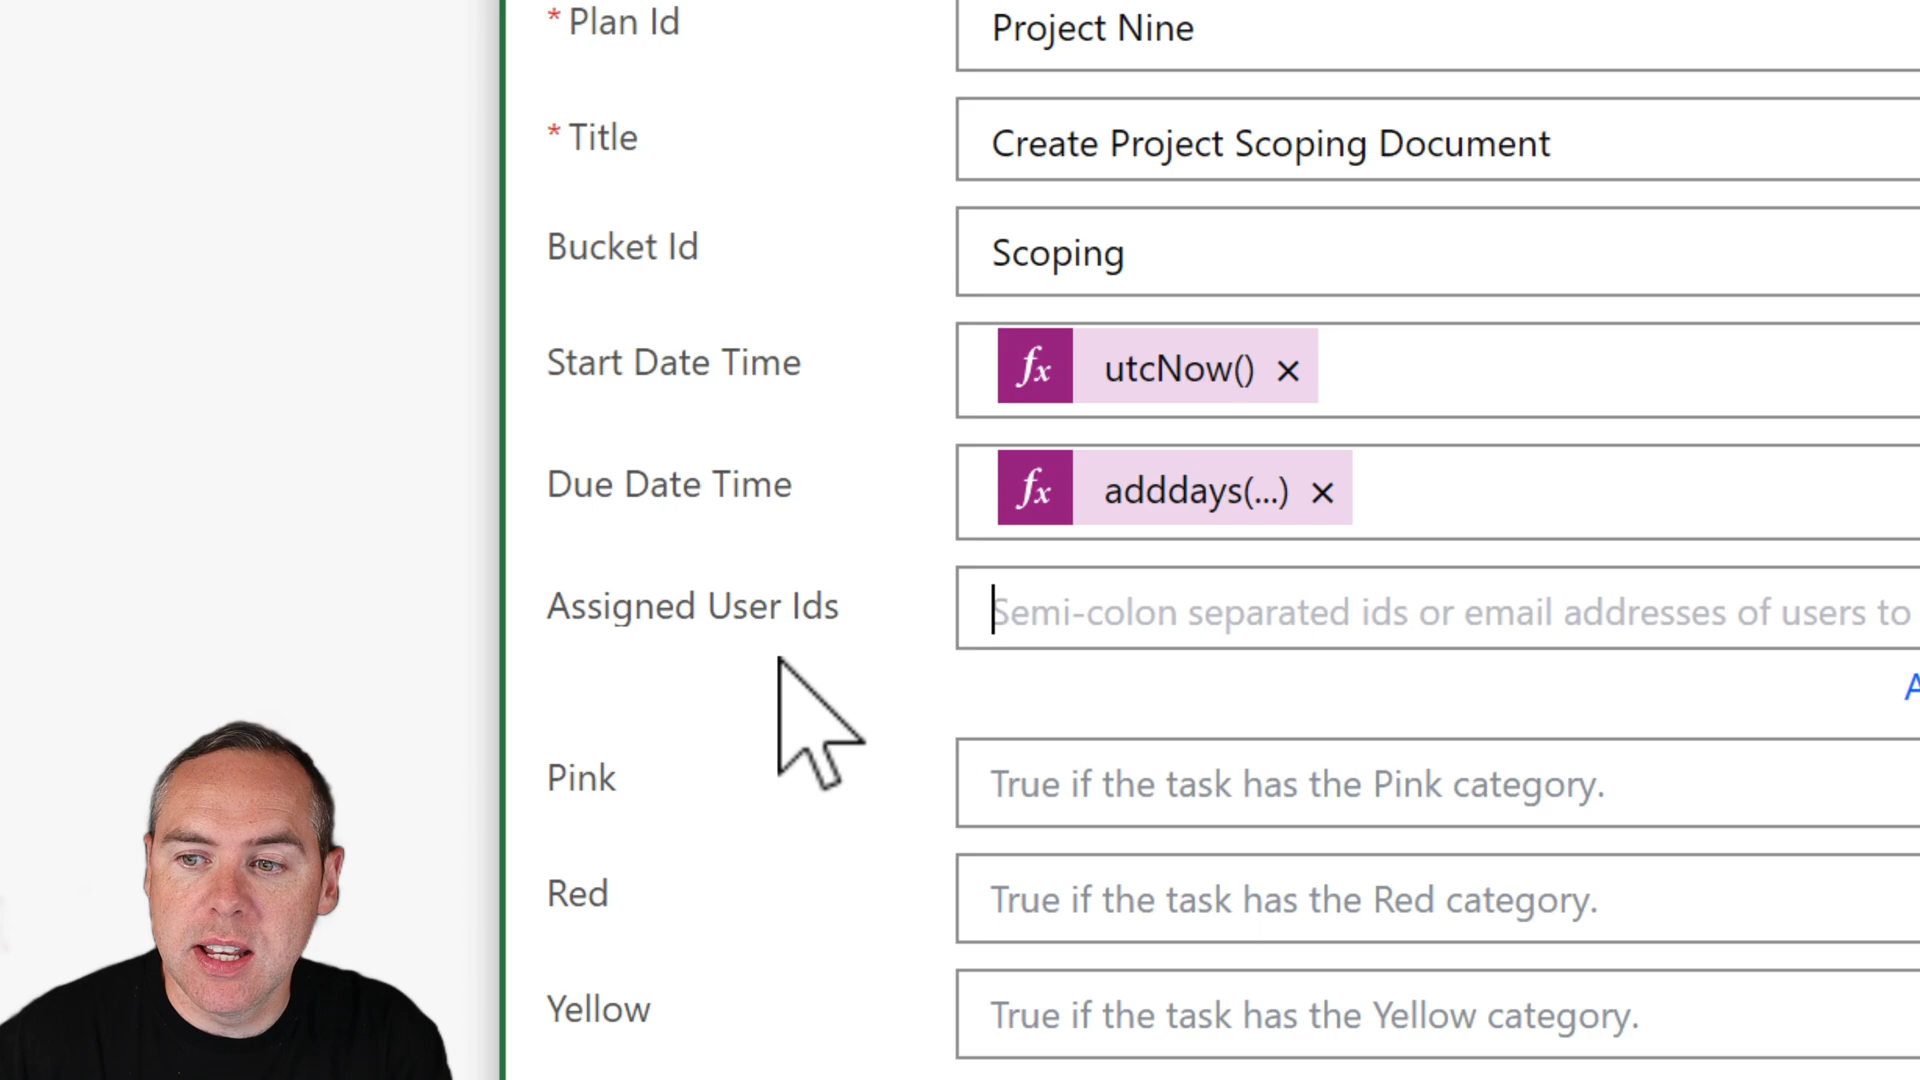 * Plan Id
Project Nine
* Title
Create Project Scoping Document
Bucket Id
Scoping
Start Date Time
fx utcNow() ×
Due Date Time
fx adddays(...) ×
Assigned User Ids
Semi-colon separated ids or email addresses of users to
A
Pink
True if the task has the Pink category.
Red
True if the task has the Red category.
Yellow
True if the task has the Yellow category.